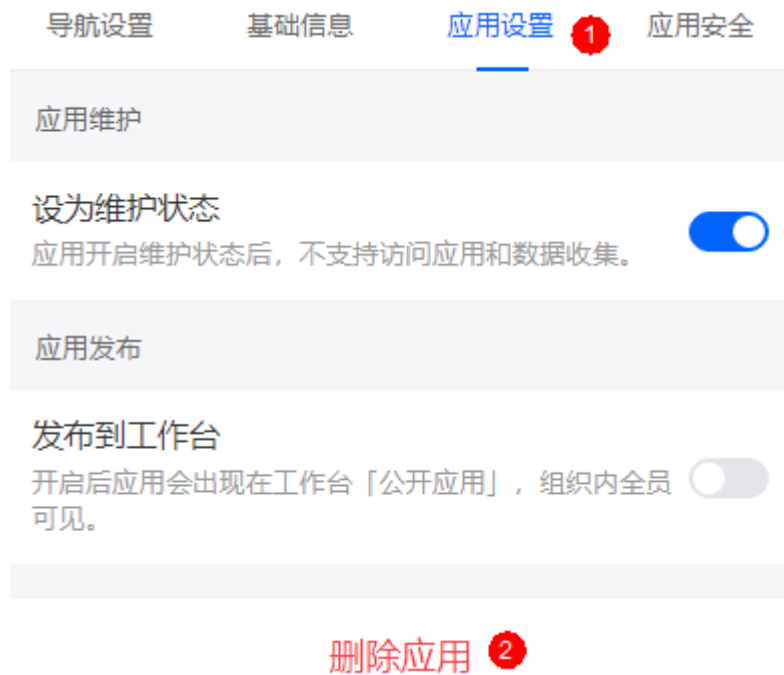 导航设置 基础信息 应用设置 1 应用安全
应用维护
设为维护状态
应用开启维护状态后，不支持访问应用和数据收集。
应用发布
发布到工作台
开启后应用会出现在工作台「公开应用」，组织内全员
可见。
删除应用 2